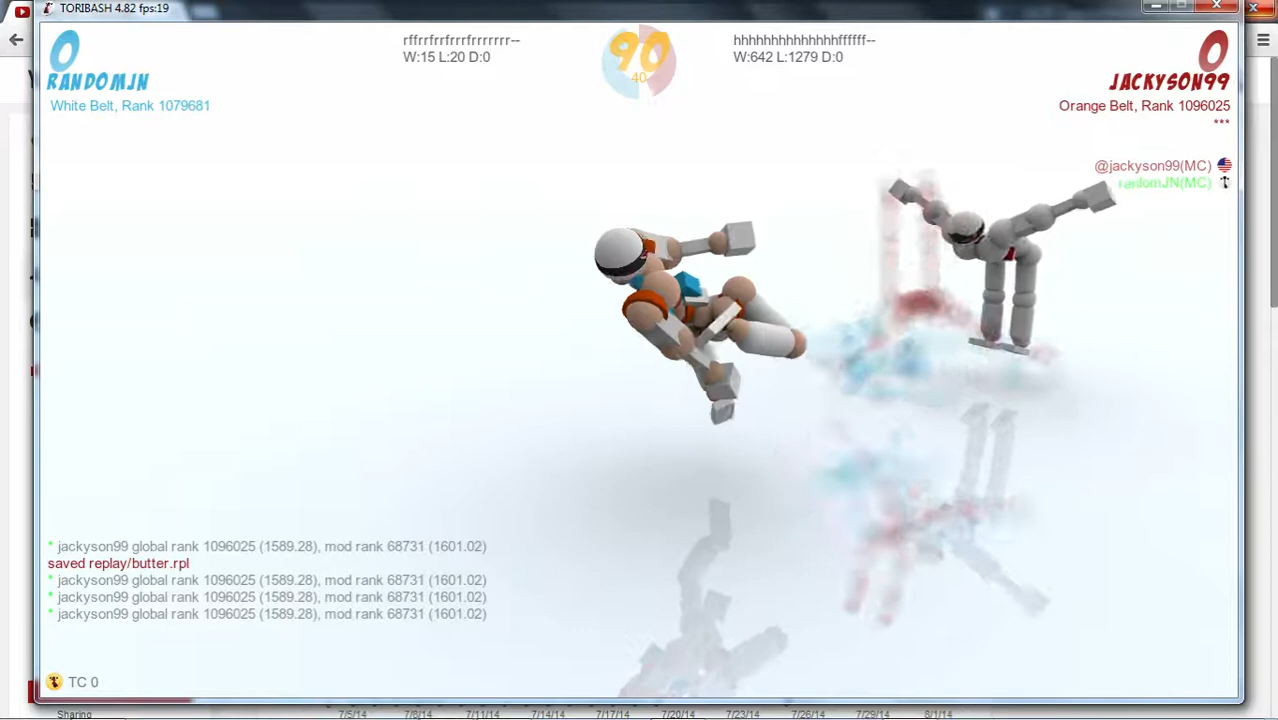 TORIBASH 4.82 fps:19
0
RANDOMJN
White Belt, Rank 1079681
rffrrfrrfrrrfrrrrrrr--
W:15 L:20 D:0
90
40
hhhhhhhhhhhhhhffffff--
W:642 L:1279 D:0
0
JACKYSON99
Orange Belt, Rank 1096025
***
@jackyson99(MC)
randomJN(MC)
* jackyson99 global rank 1096025 (1589.28), mod rank 68731 (1601.02)
saved replay/butter.rpl
* jackyson99 global rank 1096025 (1589.28), mod rank 68731 (1601.02)
* jackyson99 global rank 1096025 (1589.28), mod rank 68731 (1601.02)
* jackyson99 global rank 1096025 (1589.28), mod rank 68731 (1601.02)
TC 0
Sharing 7/5/14 7/8/14 7/11/14 7/14/14 7/17/14 7/20/14 7/23/14 7/26/14 7/29/14 8/1/14